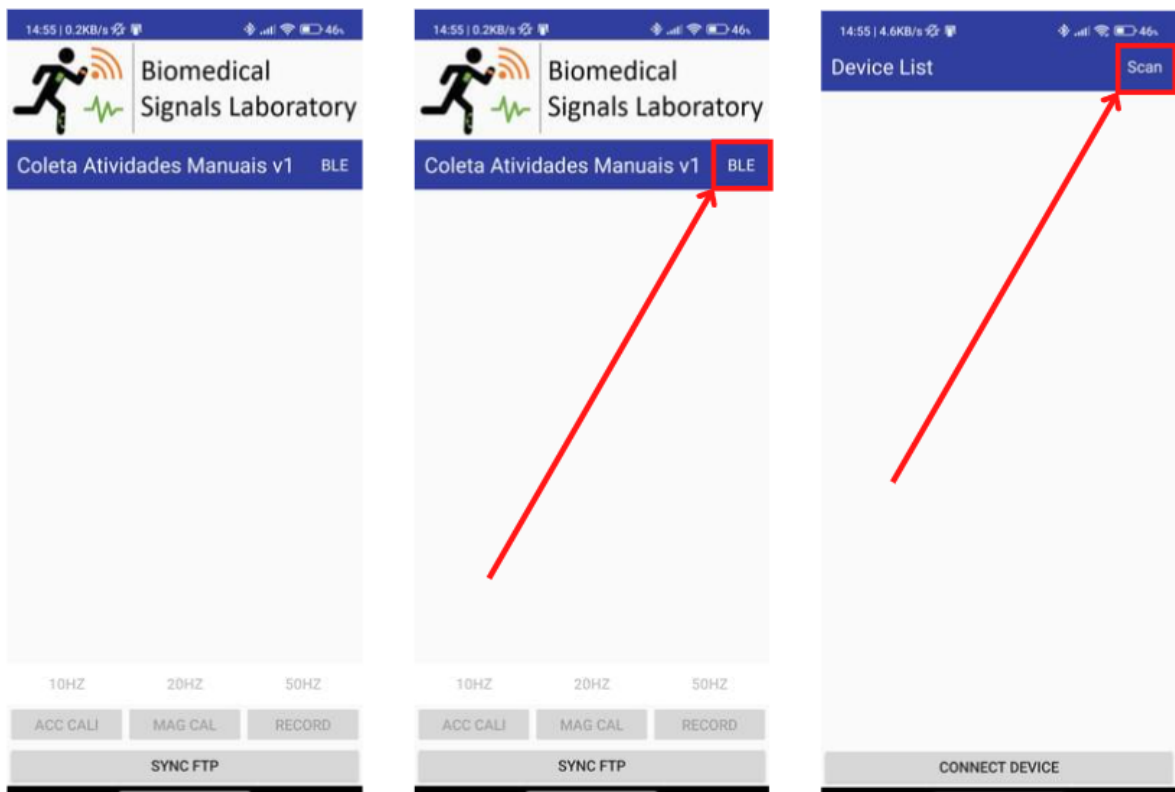 14:55 | 0.2KB/s
46%
Biomedical
Signals Laboratory
Coleta Atividades Manuais v1 BLE
10HZ 20HZ 50HZ
ACC CALI MAG CAL RECORD
SYNC FTP
14:55 | 0.2KB/s
46%
Biomedical
Signals Laboratory
Coleta Atividades Manuais v1 BLE
10HZ 20HZ 50HZ
ACC CALI MAG CAL RECORD
SYNC FTP
14:55 | 4.6KB/s
46%
Device List Scan
CONNECT DEVICE